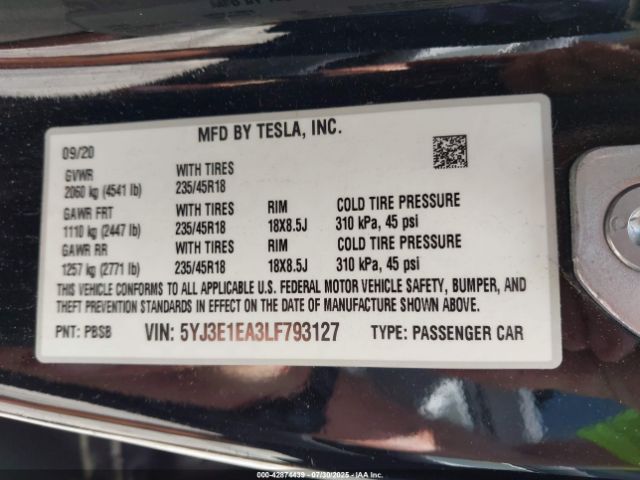 MFD BY TESLA, INC.
09/20
GVWR WITH TIRES
2060 kg (4541 lb) 235/45R18
GAWR FRT WITH TIRES RIM COLD TIRE PRESSURE
1110 kg (2447 lb) 235/45R18 18X8.5J 310 kPa, 45 psi
GAWR RR WITH TIRES RIM COLD TIRE PRESSURE
1257 kg (2771 lb) 235/45R18 18X8.5J 310 kPa, 45 psi
THIS VEHICLE CONFORMS TO ALL APPLICABLE U.S. FEDERAL MOTOR VEHICLE SAFETY, BUMPER, AND
THEFT PREVENTION STANDARDS IN EFFECT ON THE DATE OF MANUFACTURE SHOWN ABOVE.
PNT: PBSB VIN: 5YJ3E1EA3LF793127 TYPE: PASSENGER CAR
000-42874439 - 07/30/2025 - IAA Inc.